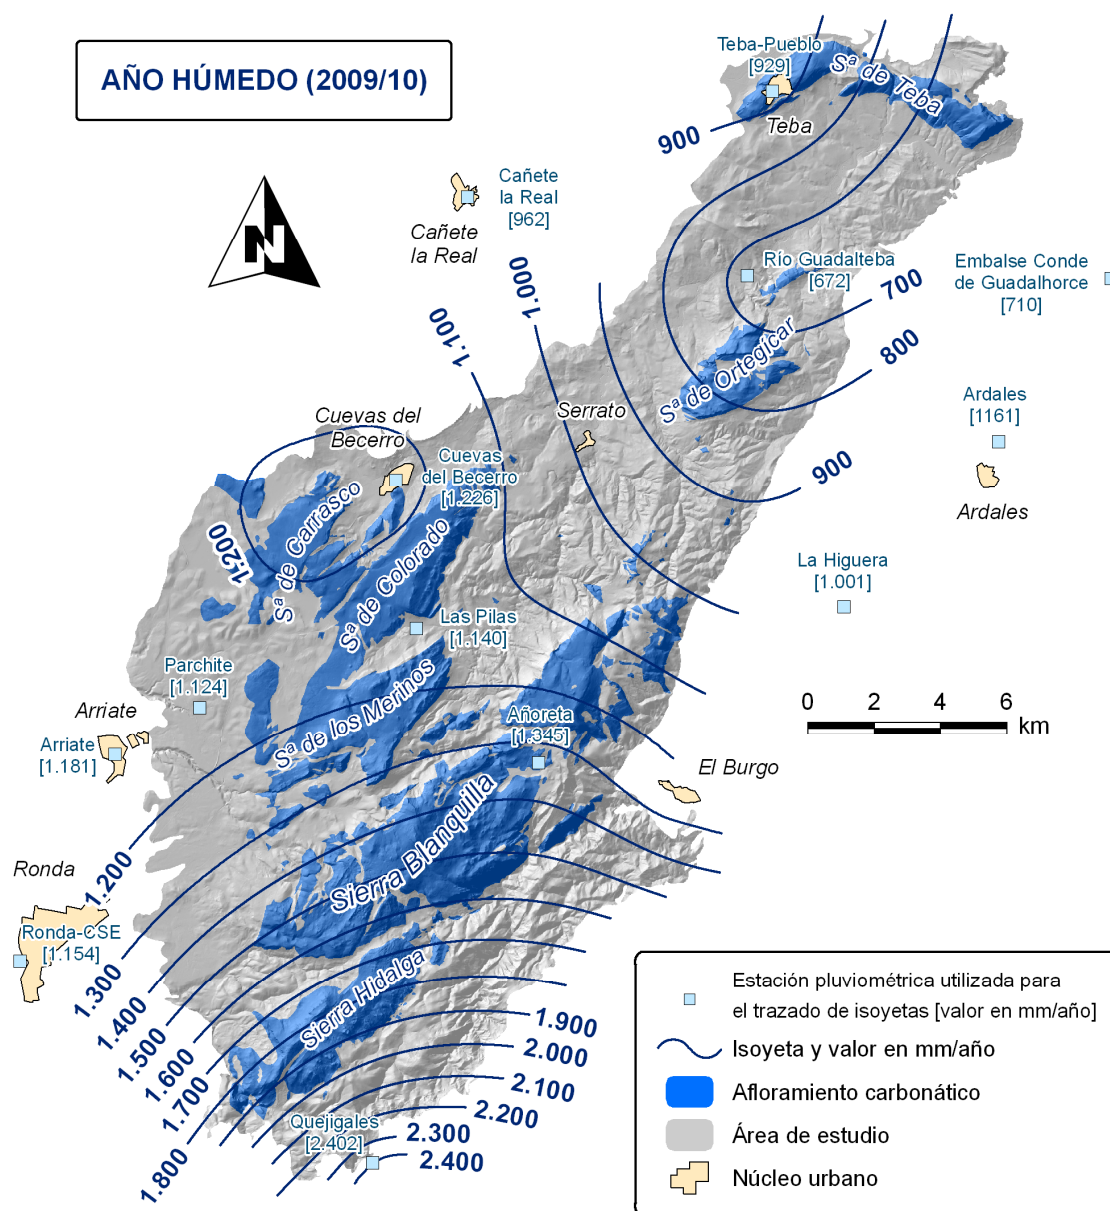 AÑO HÚMEDO (2009/10)
Teba-Pueblo
[929]
Sª de Teba
Teba
900
Cañete
la Real
[962]
Cañete
la Real
N
Río Guadalteba
[672]
Embalse Conde
de Guadalhorce
[710]
700
800
1.000
1.100
Sª de Ortegícar
Ardales
[1161]
Ardales
Serrato
Cuevas del
Becerro
Cuevas
del Becerro
[1.226]
900
1.200
Sª de Carrasco
Sª de Colorado
La Higuera
[1.001]
Las Pilas
[1.140]
Parchite
[1.124]
Sª de los Merinos
Arriate
Arriate
[1.181]
Añoreta
[1.345]
0 2 4 6
km
El Burgo
Sierra Blanquilla
Ronda
Ronda-CSE
[1.154]
1.200
1.300
1.400
1.500
1.600
1.700
1.800
Sierra Hidalga
1.900
2.000
2.100
2.200
2.300
2.400
Quejigales
[2.402]
Estación pluviométrica utilizada para
el trazado de isoyetas [valor en mm/año]
Isoyeta y valor en mm/año
Afloramiento carbonático
Área de estudio
Núcleo urbano